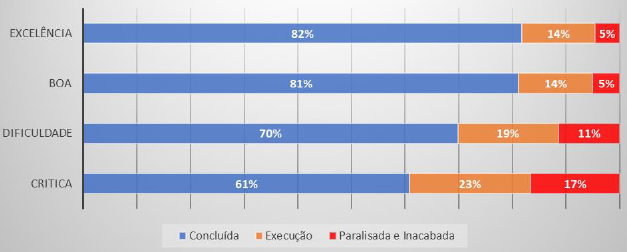 EXCELÊNCIA 82% 14% 5%
BOA 81% 14% 5%
DIFICULDADE 70% 19% 11%
CRITICA 61% 23% 17%
Concluída Execução Paralisada e Inacabada